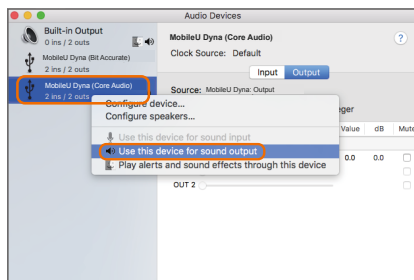 Audio Devices
Built-in Output
0 ins / 2 outs
MobileU Dyna (BitAccurate)
2 ins / 2 outs
MobileU Dyna (Core Audio)
2 ins / 2 outs
MobileU Dyna (Core Audio)
?
Clock Source: Default
Input Output
Source: MobileU Dyna: Output
Configure device...
Configure speakers...
Use this device for sound input
Use this device for sound output
Play alerts and sound effects through this device
eger
Value dB Mute
0.0 0.0
OUT 2